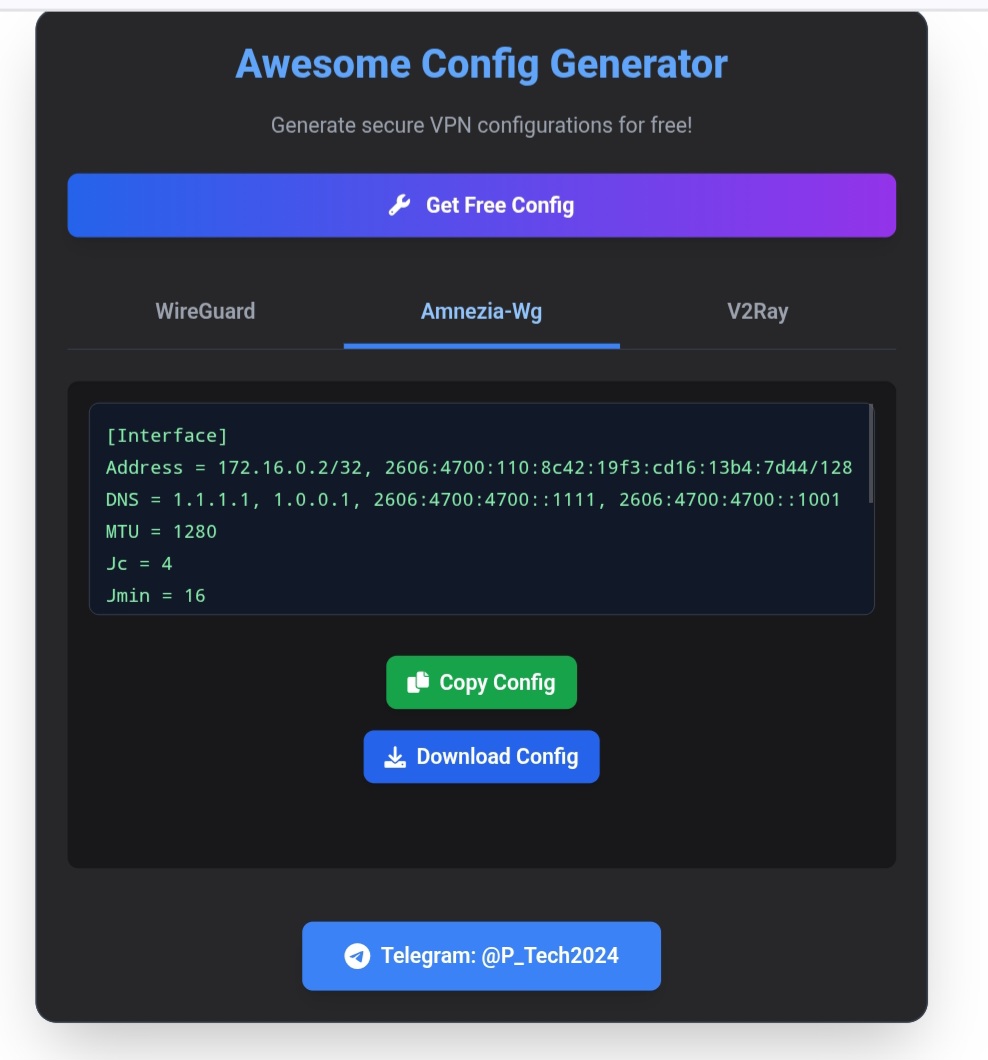 Awesome Config Generator
Generate secure VPN configurations for free!
Get Free Config
WireGuard
Amnezia-Wg
V2Ray
[Interface]
Address = 172.16.0.2/32, 2606:4700:110:8c42:19f3:cd16:13b4:7d44/128
DNS = 1.1.1.1, 1.0.0.1, 2606:4700:4700::1111, 2606:4700:4700::1001
MTU = 1280
Jc = 4
Jmin = 16
Copy Config
Download Config
Telegram: @P_Tech2024